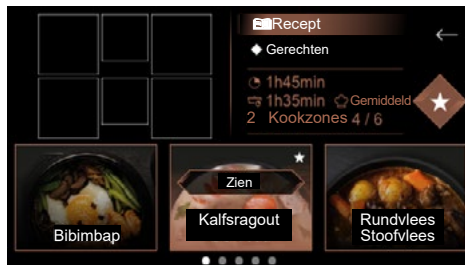 Recept
Gerechten
1h45min
1h35min Gemiddeld
2 Kookzones 4 / 6
Zien
Bibimbap
Kalfsragout
Rundvlees
Stoofvlees